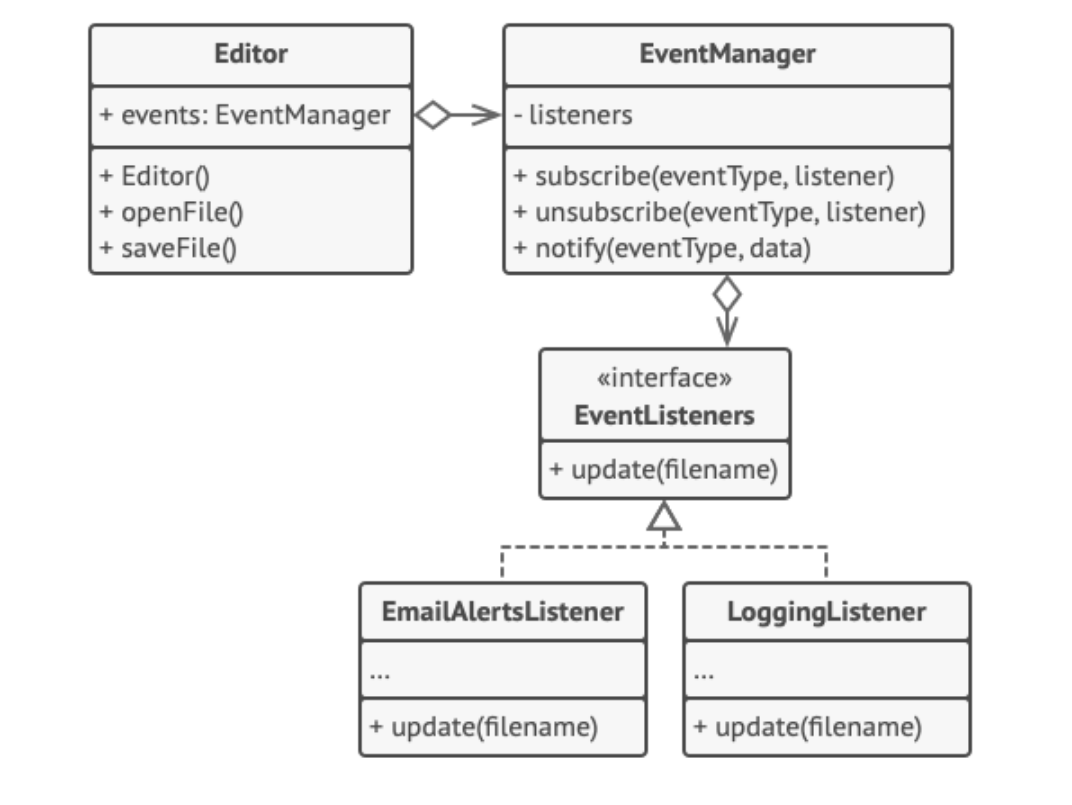 Editor
+ events: EventManager
+ Editor()
+ openFile()
+ saveFile()
EventManager
- listeners
+ subscribe(eventType, listener)
+ unsubscribe(eventType, listener)
+ notify(eventType, data)
«interface»
EventListeners
+ update(filename)
EmailAlertsListener
...
+ update(filename)
LoggingListener
...
+ update(filename)